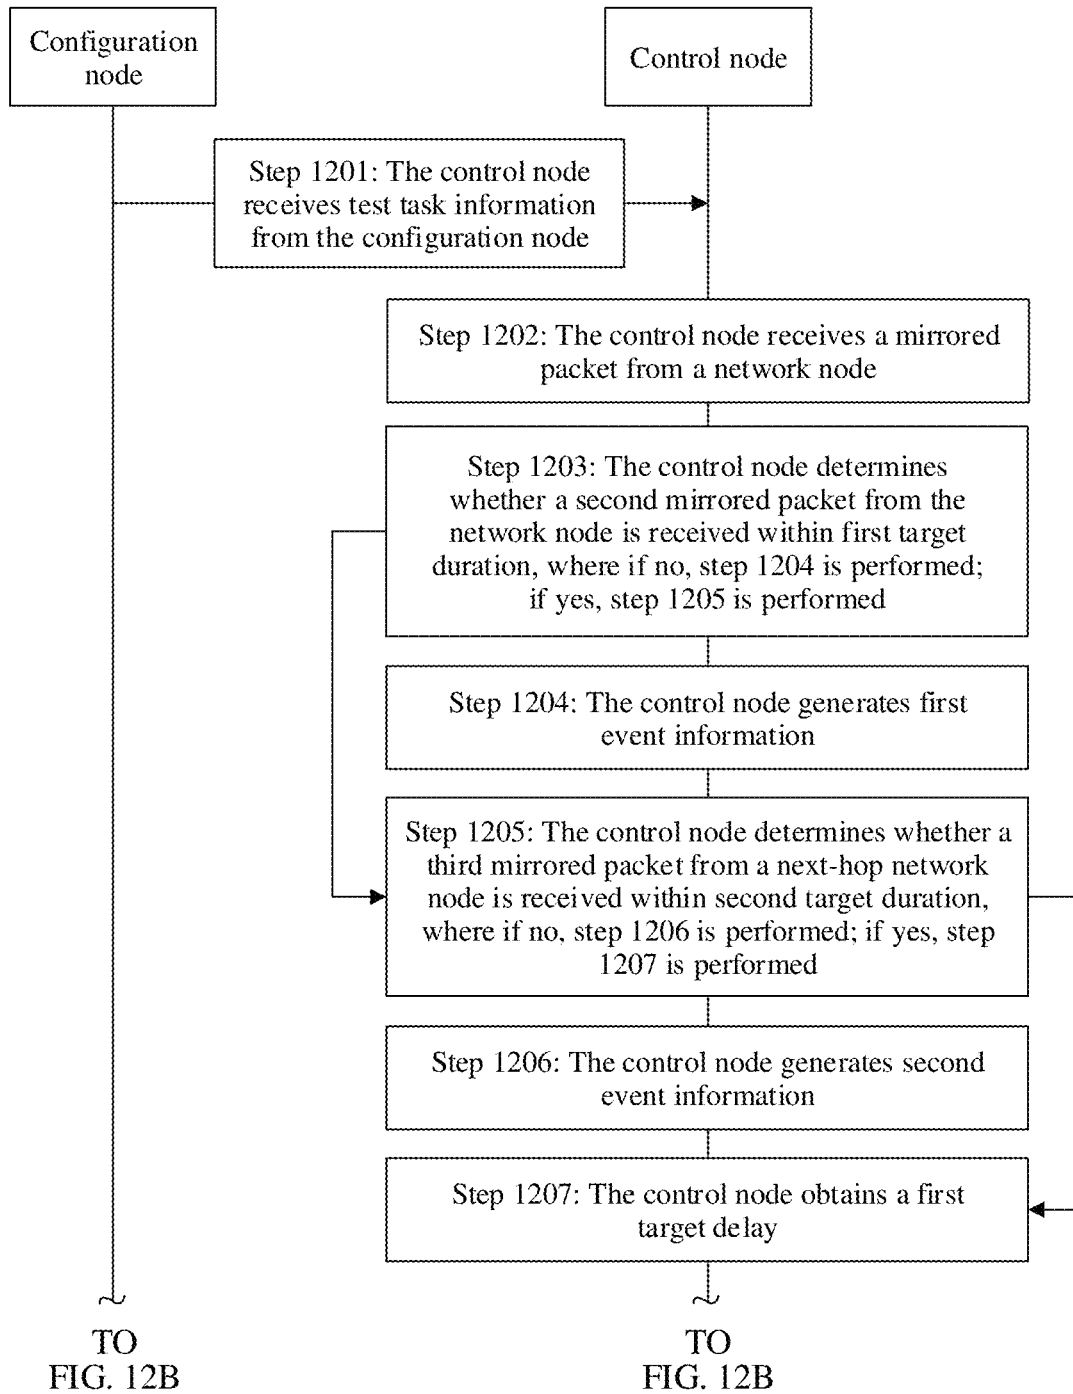 Configuration
node
Control node
Step 1201: The control node
receives test task information
from the configuration node
Step 1202: The control node receives a mirrored
packet from a network node
Step 1203: The control node determines
whether a second mirrored packet from the
network node is received within first target
duration, where if no, step 1204 is performed;
if yes, step 1205 is performed
Step 1204: The control node generates first
event information
Step 1205: The control node determines whether a
third mirrored packet from a next-hop network
node is received within second target duration,
where if no, step 1206 is performed; if yes, step
1207 is performed
Step 1206: The control node generates second
event information
Step 1207: The control node obtains a first
target delay
TO
FIG. 12B
TO
FIG. 12B